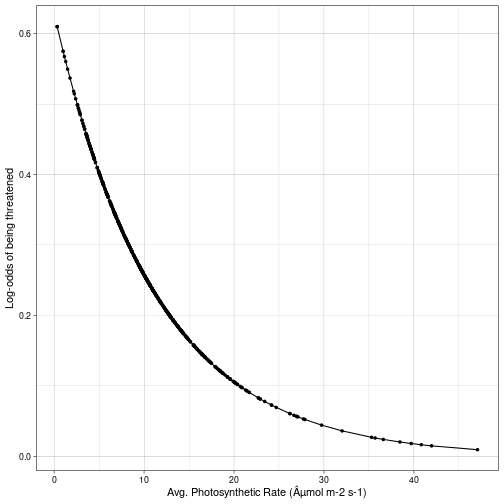 0.6
0.4
0.2
0.0
Log-odds of being threatened
0 10 20 30 40
Avg. Photosynthetic Rate (Âµmol m-2 s-1)